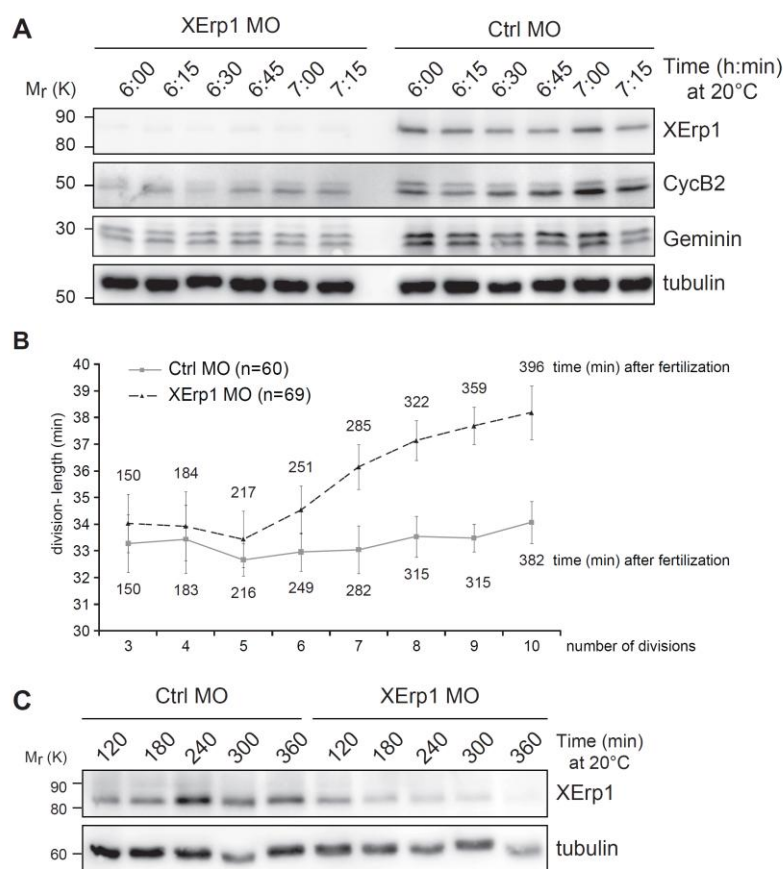 A
XErp1 MO Ctrl MO
Mr (K) 6:00 6:15 6:30 6:45 7:00 7:15 6:00 6:15 6:30 6:45 7:00 7:15 Time (h:min)
at 20°C
90
80
XErp1
50
CycB2
30
Geminin
50
tubulin
B
40
39
38
37
36
35
34
33
32
31
30
division- length (min)
Ctrl MO (n=60)
XErp1 MO (n=69)
150 184 217 251 285 322 359 396 time (min) after fertilization
150 183 216 249 282 315 315 382 time (min) after fertilization
3 4 5 6 7 8 9 10 number of divisions
C
Ctrl MO XErp1 MO
Mr (K) 120 180 240 300 360 120 180 240 300 360 Time (min)
at 20°C
90
80
XErp1
60
tubulin